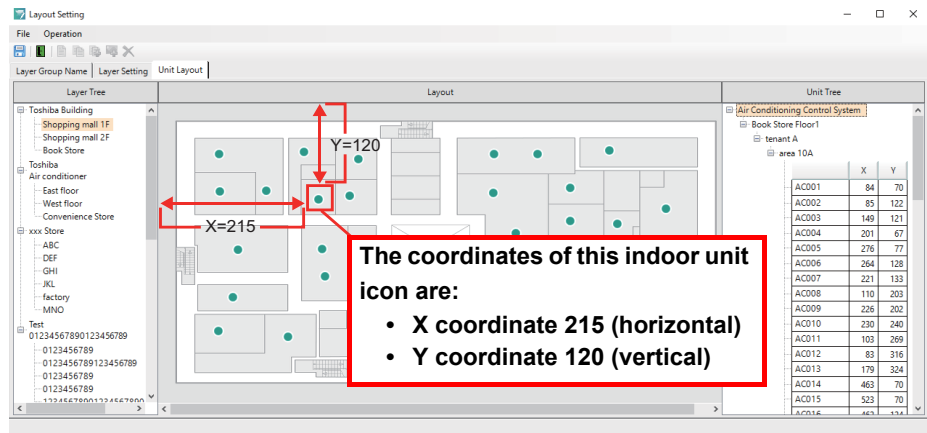 Layout Setting
File Operation
Layer Group Name Layer Setting Unit Layout
Layer Tree
Toshiba Building
Shopping mall 1F
Shopping mall 2F
Book Store
Toshiba
Air conditioner
East floor
West floor
Convenience Store
xxx Store
ABC
DEF
GHI
JKL
factory
MNO
Test
01234567890123456789
0123456789
0123456789123456789
0123456789
0123456789
12345678901234567890
Layout
Y=120
X=215
The coordinates of this indoor unit
icon are:
• X coordinate 215 (horizontal)
• Y coordinate 120 (vertical)
Unit Tree
Air Conditioning Control System
Book Store Floor1
tenant A
area 10A
X Y
AC001 84 70
AC002 85 122
AC003 149 121
AC004 201 67
AC005 276 77
AC006 264 128
AC007 221 133
AC008 110 203
AC009 226 202
AC010 230 240
AC011 103 269
AC012 83 316
AC013 179 324
AC014 463 70
AC015 523 70
AC016 462 124